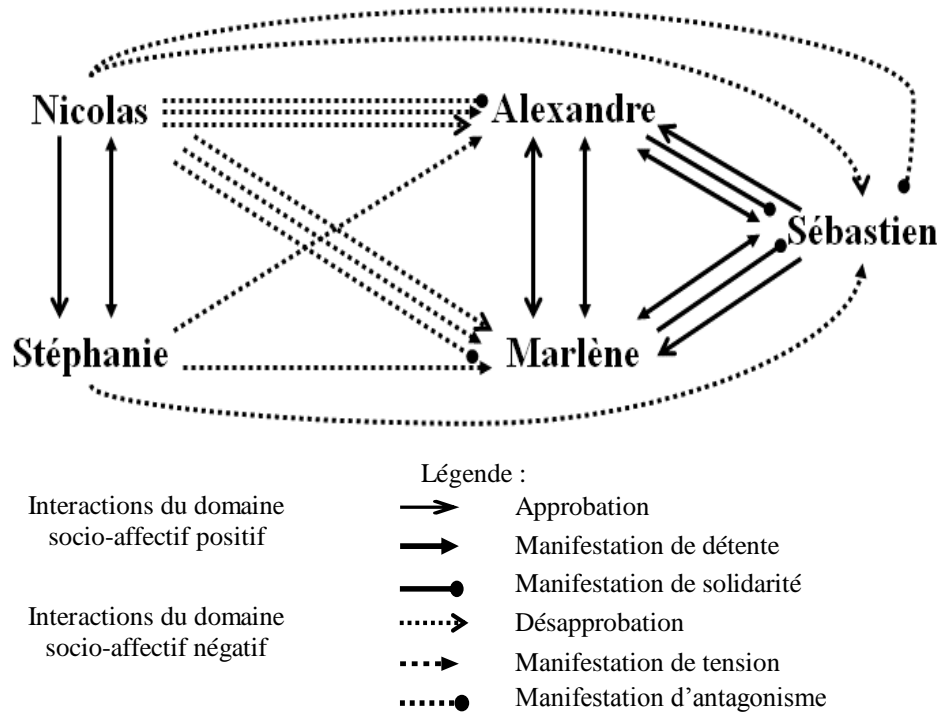 Nicolas
Alexandre
Sébastien
Stéphanie
Marlène
Légende :
Interactions du domaine
socio-affectif positif
Approbation
Manifestation de détente
Manifestation de solidarité
Interactions du domaine
socio-affectif négatif
Désapprobation
Manifestation de tension
Manifestation d’antagonisme